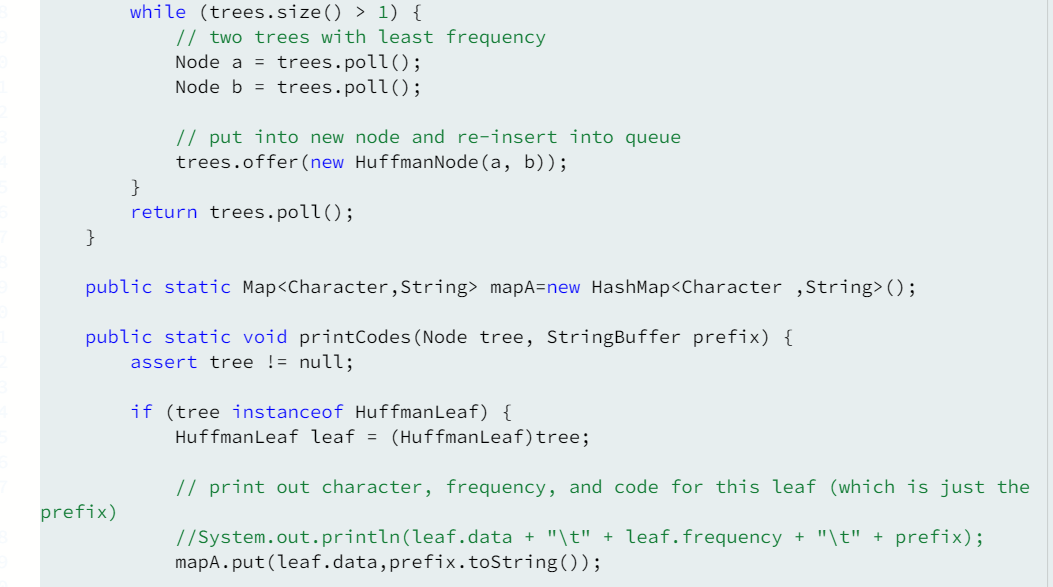 while (trees.size() > 1) {
            // two trees with least frequency
            Node a = trees.poll();
            Node b = trees.poll();

            // put into new node and re-insert into queue
            trees.offer(new HuffmanNode(a, b));
        }
        return trees.poll();
    }

    public static Map<Character,String> mapA=new HashMap<Character ,String>();

    public static void printCodes(Node tree, StringBuffer prefix) {
        assert tree != null;

        if (tree instanceof HuffmanLeaf) {
            HuffmanLeaf leaf = (HuffmanLeaf)tree;

            // print out character, frequency, and code for this leaf (which is just the
prefix)
            //System.out.println(leaf.data + "\t" + leaf.frequency + "\t" + prefix);
            mapA.put(leaf.data,prefix.toString());